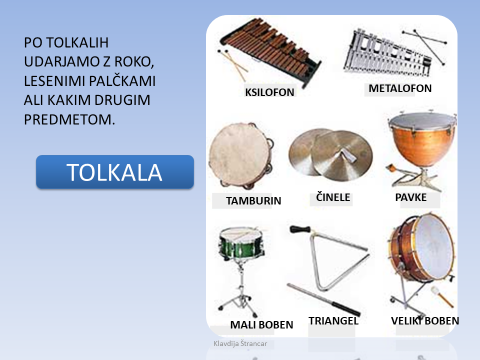 PO TOLKALIH
UDARJAMO Z ROKO,
LESENIMI PALČKAMI
ALI KAKIM DRUGIM
PREDMETOM.
TOLKALA
KSILOFON
METALOFON
TAMBURIN
ČINELE
PAVKE
MALI BOBEN
TRIANGEL
VELIKI BOBEN
Klavdija Štrancar